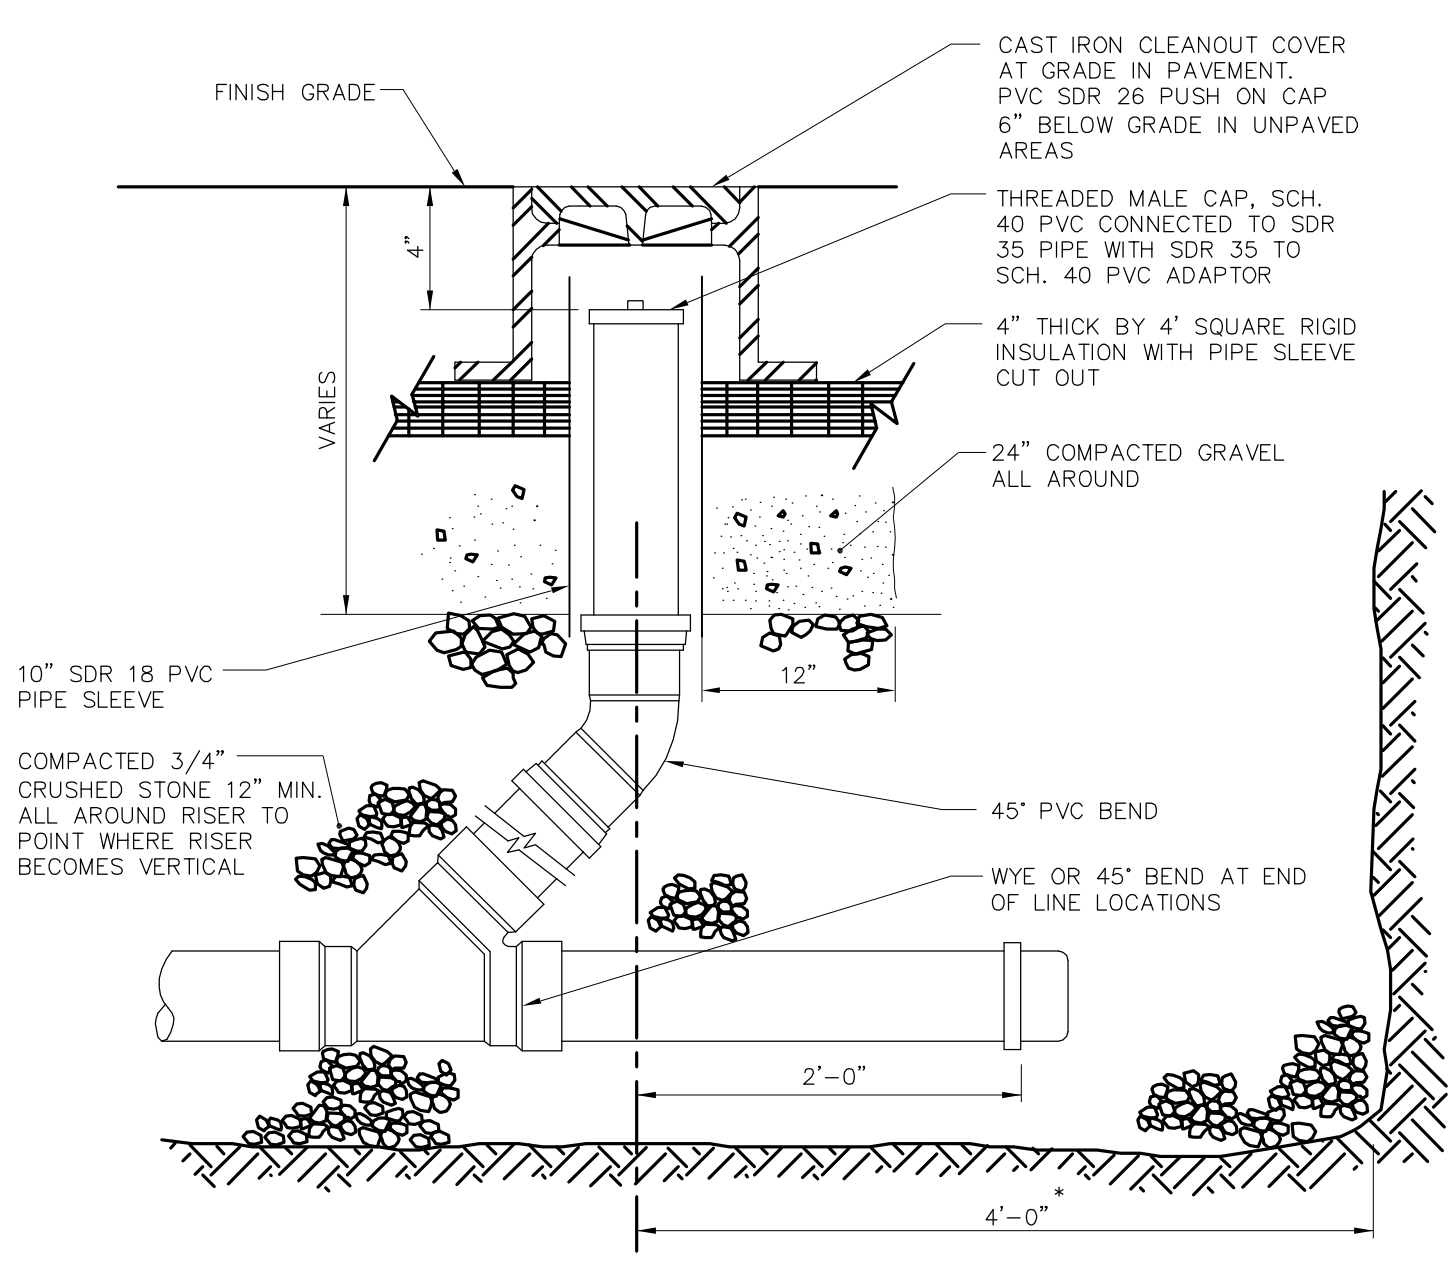 CAST IRON CLEANOUT COVER
AT GRADE IN PAVEMENT.
PVC SDR 26 PUSH ON CAP
6” BELOW GRADE IN UNPAVED
AREAS
FINISH GRADE
THREADED MALE CAP, SCH.
40 PVC CONNECTED TO SDR
35 PIPE WITH SDR 35 TO
SCH. 40 PVC ADAPTOR
4”
4” THICK BY 4’ SQUARE RIGID
INSULATION WITH PIPE SLEEVE
CUT OUT
VARIES
24” COMPACTED GRAVEL
ALL AROUND
10” SDR 18 PVC
PIPE SLEEVE
12”
COMPACTED 3/4”
CRUSHED STONE 12” MIN.
ALL AROUND RISER TO
POINT WHERE RISER
BECOMES VERTICAL
45° PVC BEND
WYE OR 45° BEND AT END
OF LINE LOCATIONS
2’-0”
4’-0”*